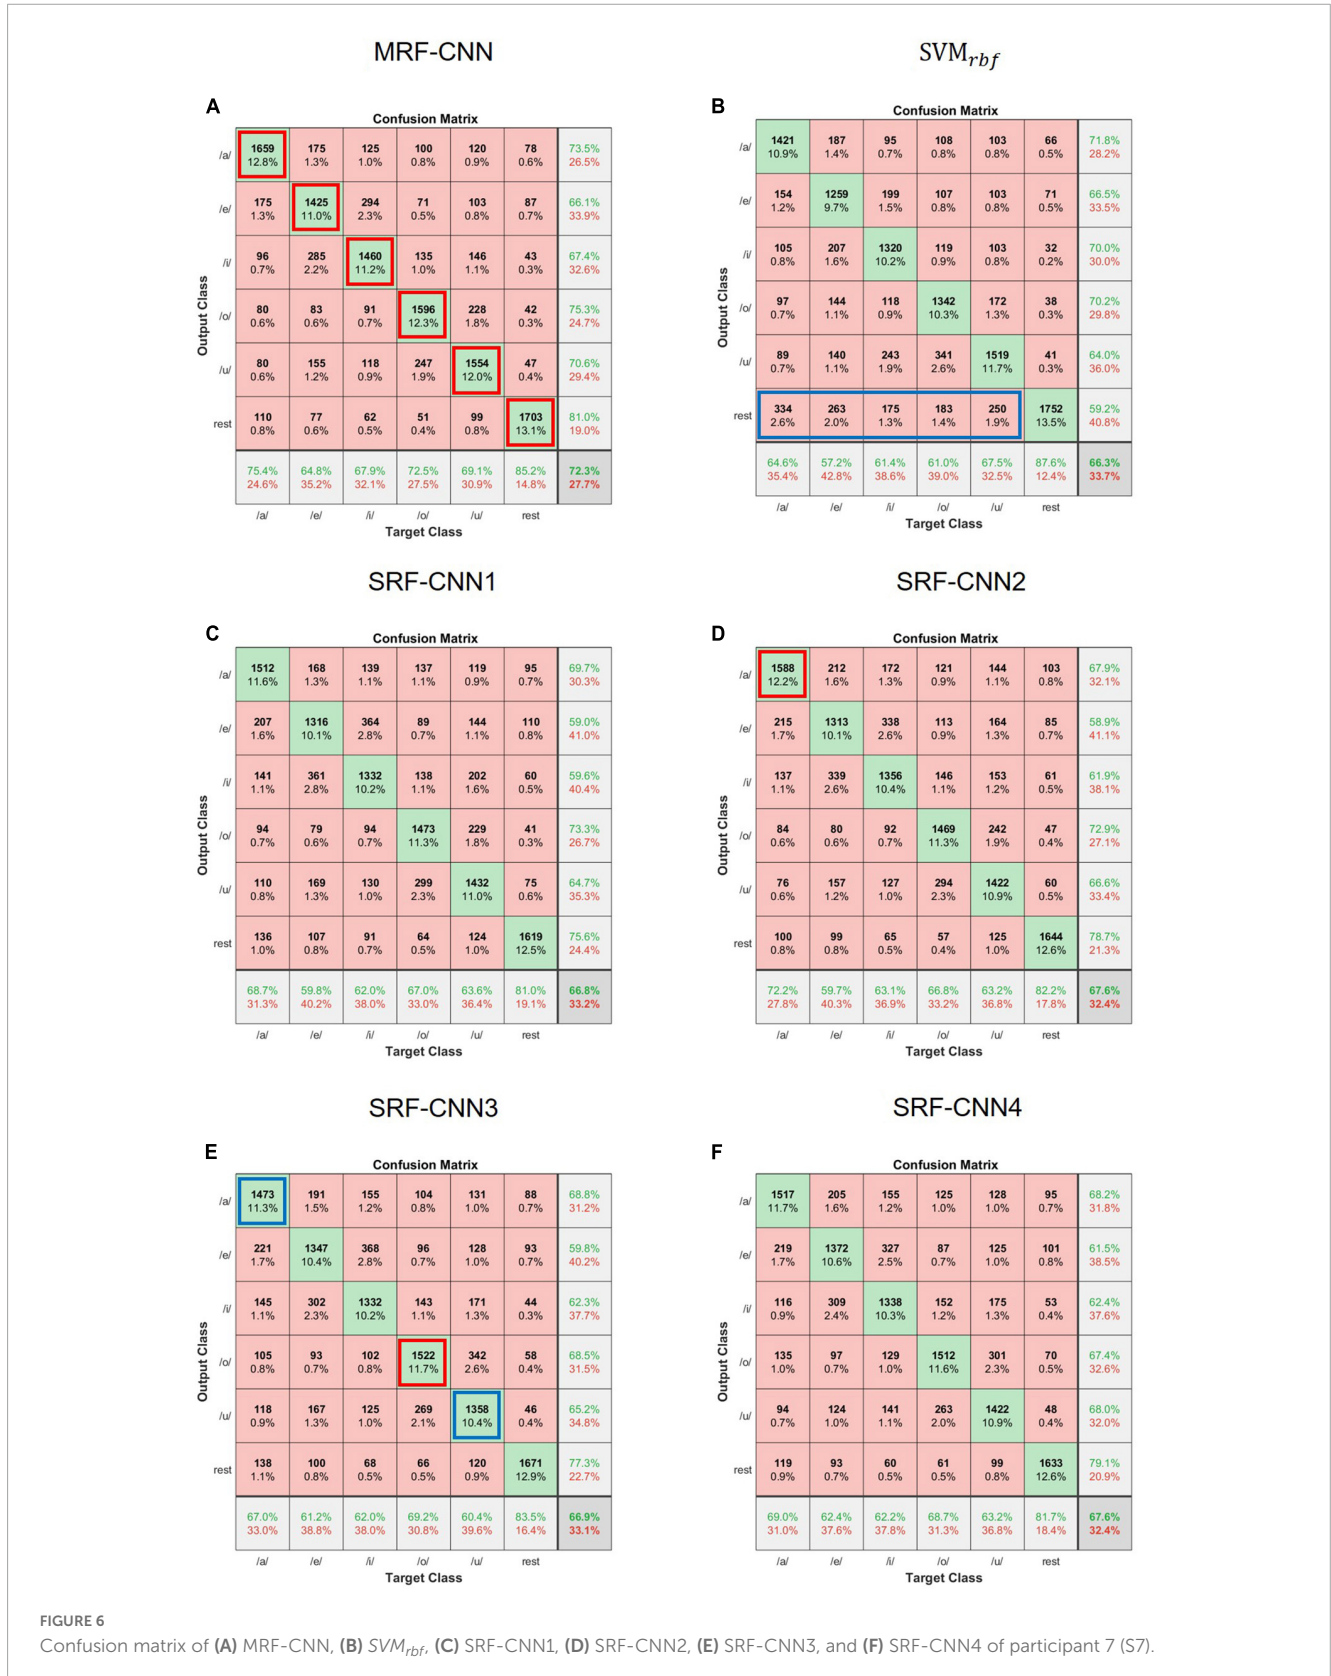 MRF-CNN
SVMrbf
A
Confusion Matrix
/a/ 1659 175 125 100 120 78 73.5%
12.8% 1.3% 1.0% 0.8% 0.9% 0.6% 26.5%
/e/ 175 1425 294 71 103 87 66.1%
1.3% 11.0% 2.3% 0.5% 0.8% 0.7% 33.9%
/i/ 96 285 1460 135 146 43 67.4%
0.7% 2.2% 11.2% 1.0% 1.1% 0.3% 32.6%
/o/ 80 83 91 1596 228 42 75.3%
0.6% 0.6% 0.7% 12.3% 1.8% 0.3% 24.7%
/u/ 80 155 118 247 1554 47 70.6%
0.6% 1.2% 0.9% 1.9% 12.0% 0.4% 29.4%
rest 110 77 62 51 99 1703 81.0%
0.8% 0.6% 0.5% 0.4% 0.8% 13.1% 19.0%
75.4% 64.8% 67.9% 72.5% 69.1% 85.2% 72.3%
24.6% 35.2% 32.1% 27.5% 30.9% 14.8% 27.7%
/a/ /e/ /i/ /o/ /u/ rest
Target Class
Output Class
B
Confusion Matrix
/a/ 1421 187 95 108 103 66 71.8%
10.9% 1.4% 0.7% 0.8% 0.8% 0.5% 28.2%
/e/ 154 1259 199 107 103 71 66.5%
1.2% 9.7% 1.5% 0.8% 0.8% 0.5% 33.5%
/i/ 105 207 1320 119 103 32 70.0%
0.8% 1.6% 10.2% 0.9% 0.8% 0.2% 30.0%
/o/ 97 144 118 1342 172 38 70.2%
0.7% 1.1% 0.9% 10.3% 1.3% 0.3% 29.8%
/u/ 89 140 243 341 1519 41 64.0%
0.7% 1.1% 1.9% 2.6% 11.7% 0.3% 36.0%
rest 334 263 175 183 250 1752 59.2%
2.6% 2.0% 1.3% 1.4% 1.9% 13.5% 40.8%
64.6% 57.2% 61.4% 61.0% 67.5% 87.6% 66.3%
35.4% 42.8% 38.6% 39.0% 32.5% 12.4% 33.7%
/a/ /e/ /i/ /o/ /u/ rest
Target Class
Output Class
SRF-CNN1
SRF-CNN2
C
Confusion Matrix
/a/ 1512 168 139 137 119 95 69.7%
11.6% 1.3% 1.1% 1.1% 0.9% 0.7% 30.3%
/e/ 207 1316 364 89 144 110 59.0%
1.6% 10.1% 2.8% 0.7% 1.1% 0.8% 41.0%
/i/ 141 361 1332 138 202 60 59.6%
1.1% 2.8% 10.2% 1.1% 1.6% 0.5% 40.4%
/o/ 94 79 94 1473 229 41 73.3%
0.7% 0.6% 0.7% 11.3% 1.8% 0.3% 26.7%
/u/ 110 169 130 299 1432 75 64.7%
0.8% 1.3% 1.0% 2.3% 11.0% 0.6% 35.3%
rest 136 107 91 64 124 1619 75.6%
1.0% 0.8% 0.7% 0.5% 1.0% 12.5% 24.4%
68.7% 59.8% 62.0% 67.0% 63.6% 81.0% 66.8%
31.3% 40.2% 38.0% 33.0% 36.4% 19.1% 33.2%
/a/ /e/ /i/ /o/ /u/ rest
Target Class
Output Class
D
Confusion Matrix
/a/ 1588 212 172 121 144 103 67.9%
12.2% 1.6% 1.3% 0.9% 1.1% 0.8% 32.1%
/e/ 215 1313 338 113 164 85 58.9%
1.7% 10.1% 2.6% 0.9% 1.3% 0.7% 41.1%
/i/ 137 339 1356 146 153 61 61.9%
1.1% 2.6% 10.4% 1.1% 1.2% 0.5% 38.1%
/o/ 84 80 92 1469 242 47 72.9%
0.6% 0.6% 0.7% 11.3% 1.9% 0.4% 27.1%
/u/ 76 157 127 294 1422 60 66.6%
0.6% 1.2% 1.0% 2.3% 10.9% 0.5% 33.4%
rest 100 99 65 57 125 1644 78.7%
0.8% 0.8% 0.5% 0.4% 1.0% 12.6% 21.3%
72.2% 59.7% 63.1% 66.8% 63.2% 82.2% 67.6%
27.8% 40.3% 36.9% 33.2% 36.8% 17.8% 32.4%
/a/ /e/ /i/ /o/ /u/ rest
Target Class
Output Class
SRF-CNN3
SRF-CNN4
E
Confusion Matrix
/a/ 1473 191 155 104 131 88 68.8%
11.3% 1.5% 1.2% 0.8% 1.0% 0.7% 31.2%
/e/ 221 1347 368 96 128 93 59.8%
1.7% 10.4% 2.8% 0.7% 1.0% 0.7% 40.2%
/i/ 145 302 1332 143 171 44 62.3%
1.1% 2.3% 10.2% 1.1% 1.3% 0.3% 37.7%
/o/ 105 93 102 1522 342 58 68.5%
0.8% 0.7% 0.8% 11.7% 2.6% 0.4% 31.5%
/u/ 118 167 125 269 1358 46 65.2%
0.9% 1.3% 1.0% 2.1% 10.4% 0.4% 34.8%
rest 138 100 68 66 120 1671 77.3%
1.1% 0.8% 0.5% 0.5% 0.9% 12.9% 22.7%
67.0% 61.2% 62.0% 69.2% 60.4% 83.5% 66.9%
33.0% 38.8% 38.0% 30.8% 39.6% 16.4% 33.1%
/a/ /e/ /i/ /o/ /u/ rest
Target Class
Output Class
F
Confusion Matrix
/a/ 1517 205 155 125 128 95 68.2%
11.7% 1.6% 1.2% 1.0% 1.0% 0.7% 31.8%
/e/ 219 1372 327 87 125 101 61.5%
1.7% 10.6% 2.5% 0.7% 1.0% 0.8% 38.5%
/i/ 116 309 1338 152 175 53 62.4%
0.9% 2.4% 10.3% 1.2% 1.3% 0.4% 37.6%
/o/ 135 97 129 1512 301 70 67.4%
1.0% 0.7% 1.0% 11.6% 2.3% 0.5% 32.6%
/u/ 94 124 141 263 1422 48 68.0%
0.7% 1.0% 1.1% 2.0% 10.9% 0.4% 32.0%
rest 119 93 60 61 99 1633 79.1%
0.9% 0.7% 0.5% 0.5% 0.8% 12.6% 20.9%
69.0% 62.4% 62.2% 68.7% 63.2% 81.7% 67.6%
31.0% 37.6% 37.8% 31.3% 36.8% 18.4% 32.4%
/a/ /e/ /i/ /o/ /u/ rest
Target Class
Output Class
FIGURE 6
Confusion matrix of (A) MRF-CNN, (B) SVMrbf, (C) SRF-CNN1, (D) SRF-CNN2, (E) SRF-CNN3, and (F) SRF-CNN4 of participant 7 (S7).